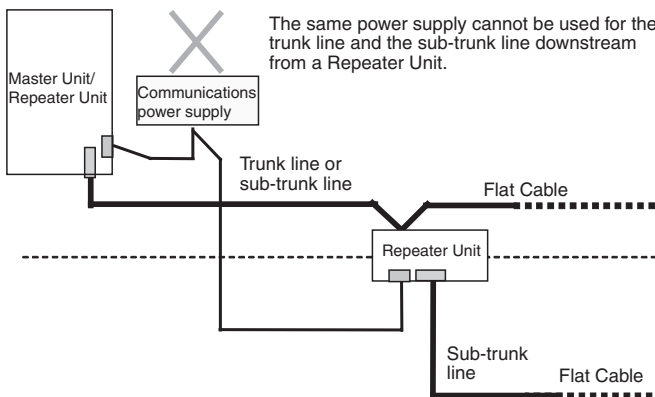 The same power supply cannot be used for the
trunk line and the sub-trunk line downstream
from a Repeater Unit.
Master Unit/
Repeater Unit
Communications
power supply
Trunk line or
sub-trunk line
Flat Cable
Repeater Unit
Sub-trunk
line
Flat Cable